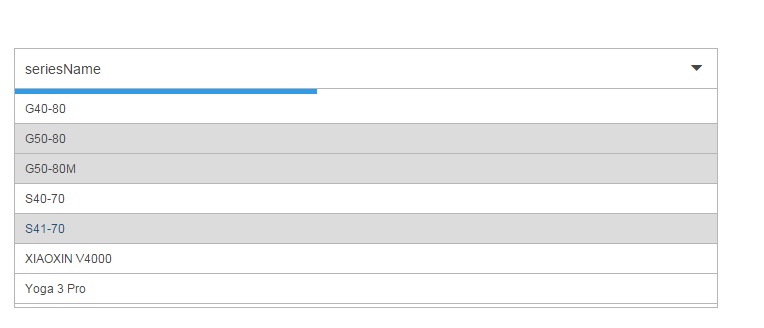 seriesName
G40-80
G50-80
G50-80M
S40-70
S41-70
XIAOXIN V4000
Yoga 3 Pro